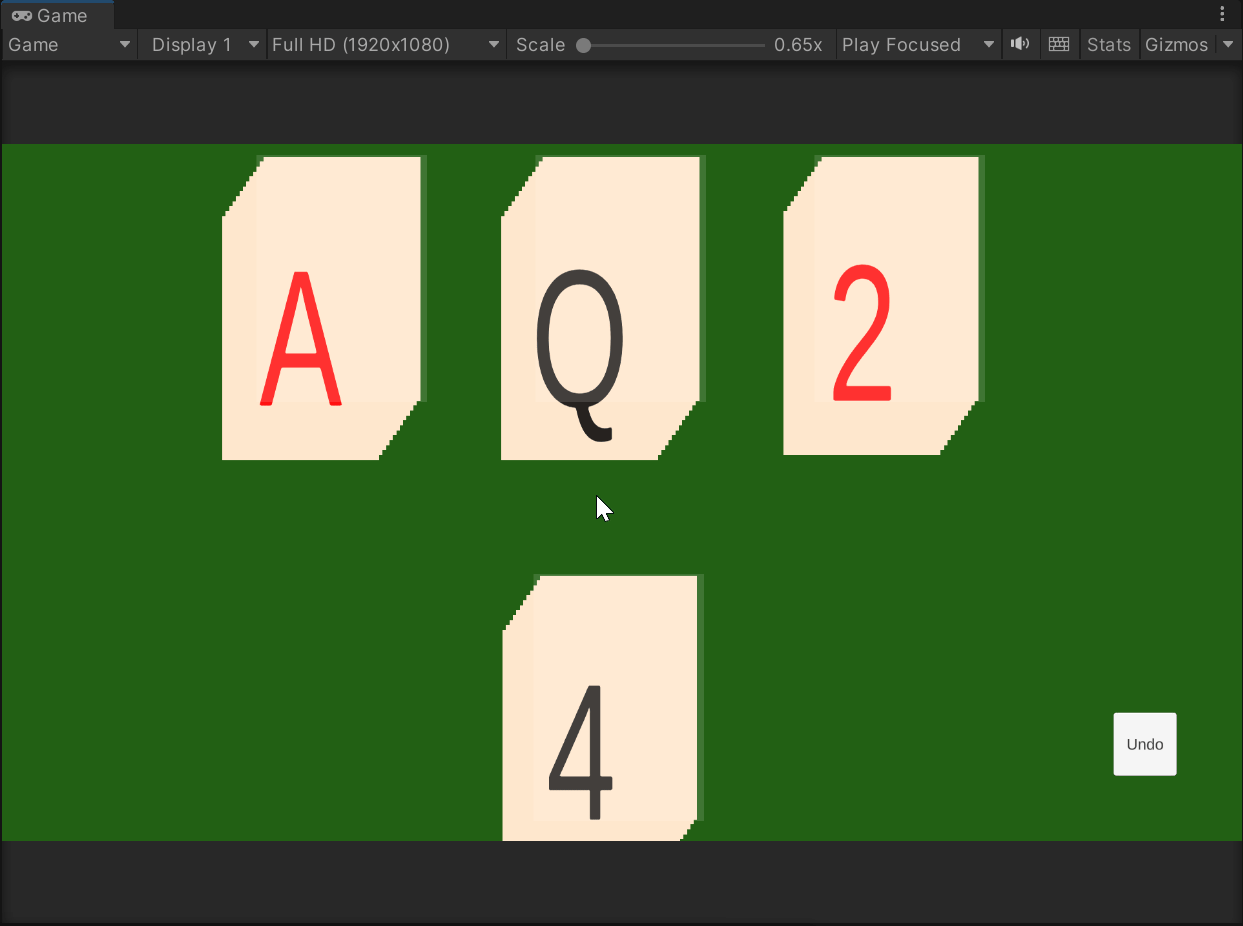 Game
Game Display 1 Full HD (1920x1080) Scale 0.65x Play Focused Stats Gizmos
A Q 2
4
Undo